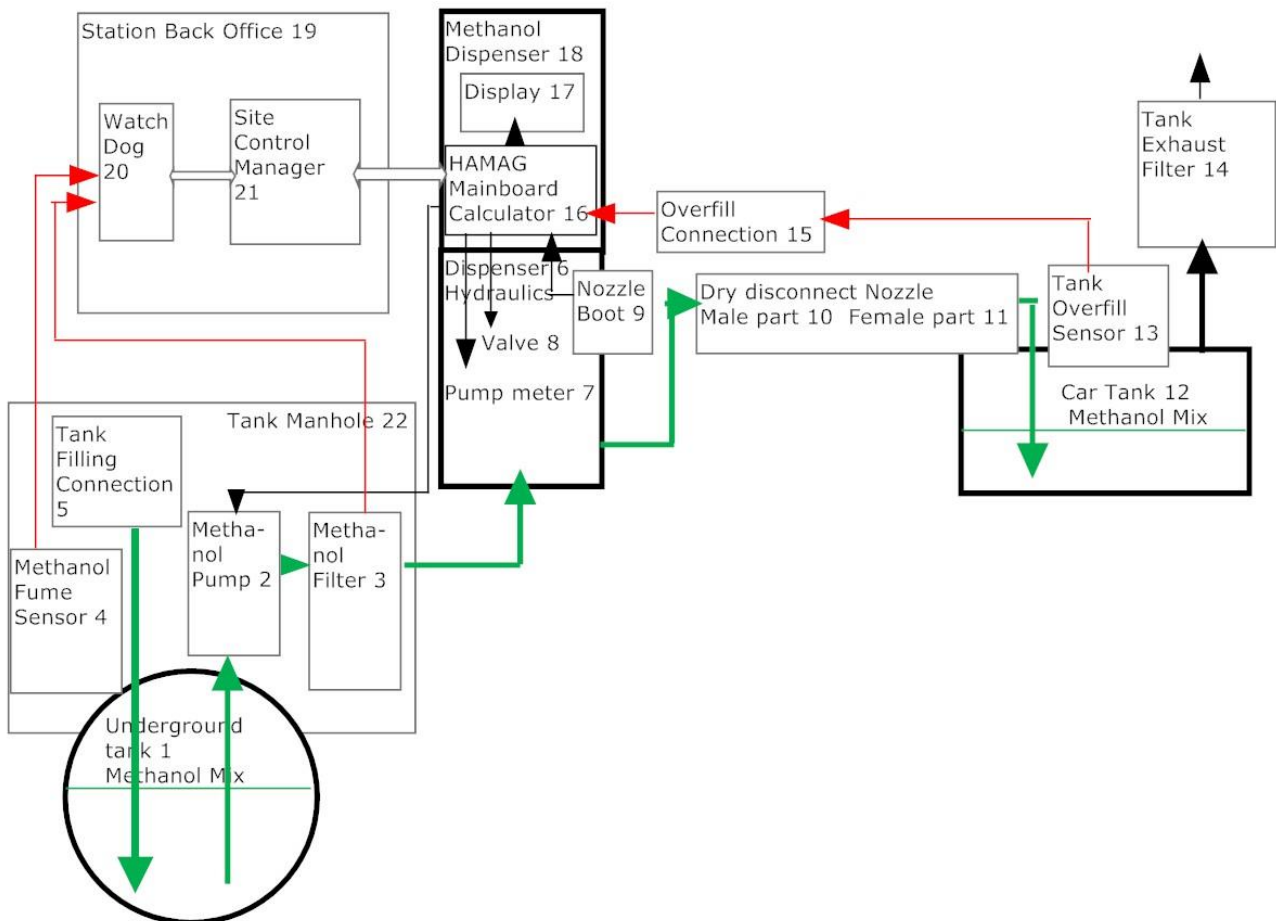 Station Back Office 19
Watch
Dog
20
Site
Control
Manager
21
Methanol
Dispenser 18
Display 17
HAMAG
Mainboard
Calculator 16
Overfill
Connection 15
Tank
Exhaust
Filter 14
Dispenser 6
Hydraulics
Nozzle
Boot 9
Valve 8
Pump meter 7
Dry disconnect Nozzle
Male part 10  Female part 11
Tank
Overfill
Sensor 13
Car Tank 12
Methanol Mix
Tank Manhole 22
Tank
Filling
Connection
5
Methanol
Fume
Sensor 4
Metha-
nol
Pump 2
Metha-
nol
Filter 3
Underground
tank 1
Methanol Mix